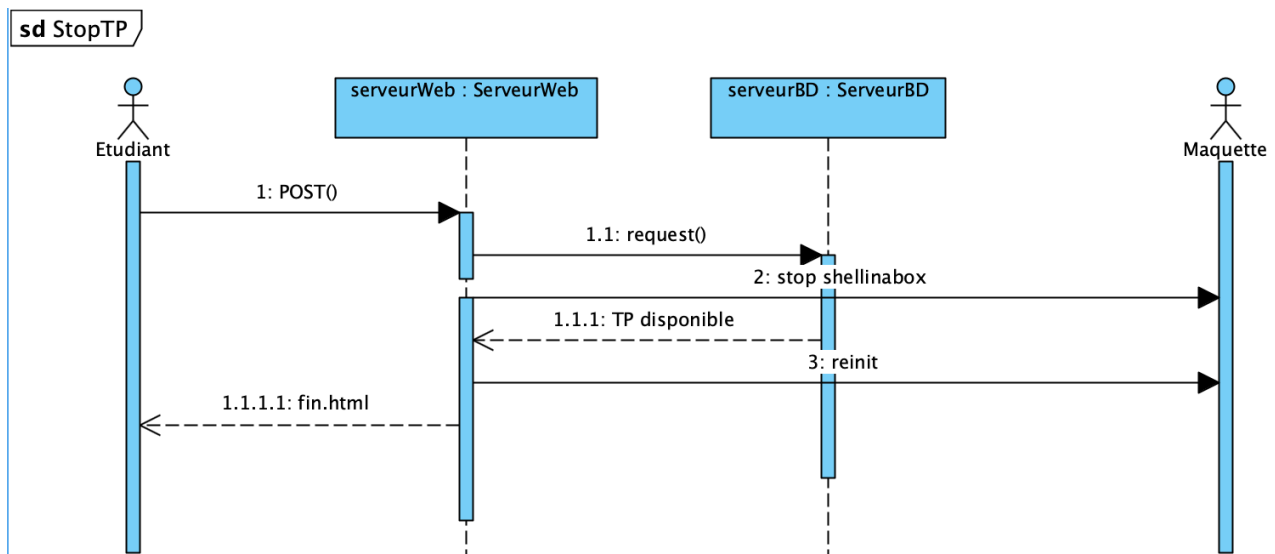 sd StopTP
serveurWeb : ServeurWeb
serveurBD : ServeurBD
Etudiant
Maquette
1: POST()
1.1: request()
2: stop shellinabox
1.1.1: TP disponible
3: reinit
1.1.1.1: fin.html